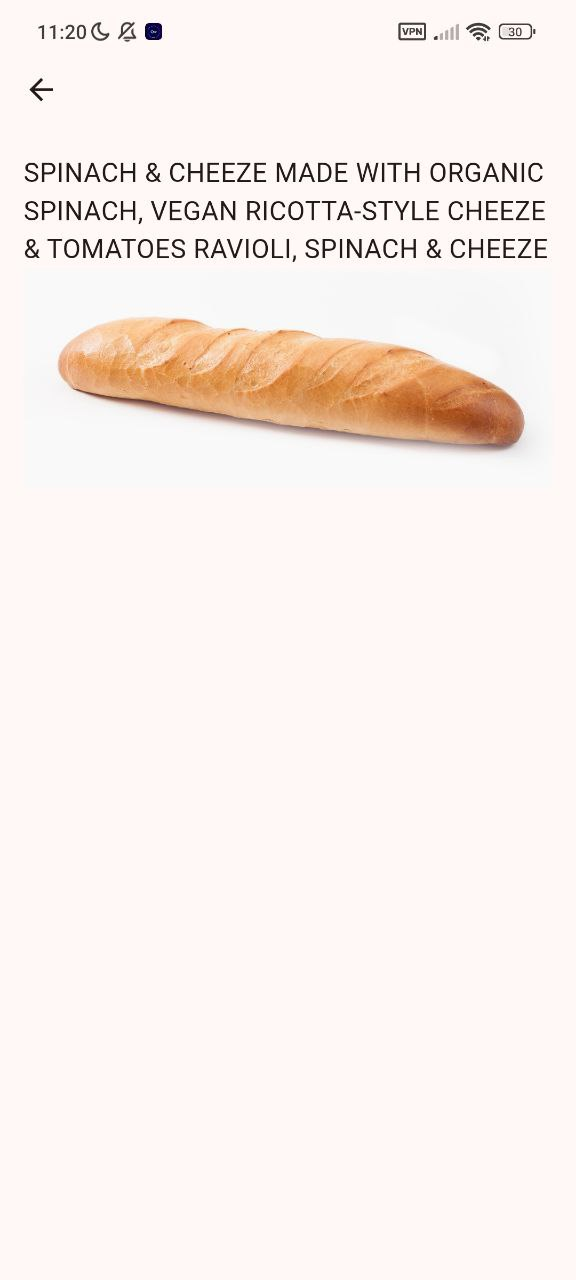 11:20 VPN 30
SPINACH & CHEEZE MADE WITH ORGANIC
SPINACH, VEGAN RICOTTA-STYLE CHEEZE
& TOMATOES RAVIOLI, SPINACH & CHEEZE